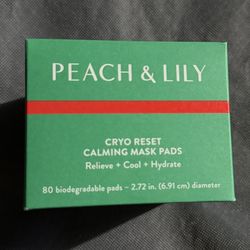 PEACH & LILY
CRYO RESET
CALMING MASK PADS
Relieve + Cool + Hydrate
80 biodegradable pads – 2.72 in. (6.91 cm) diameter